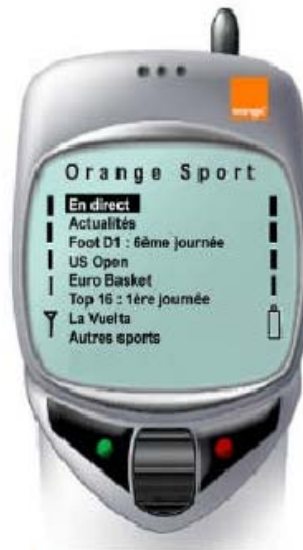 orange
Orange Sport
En direct
Actualités
Foot D1 : 6ème journée
US Open
Euro Basket
Top 16 : 1ère journée
La Vuelta
Autres sports